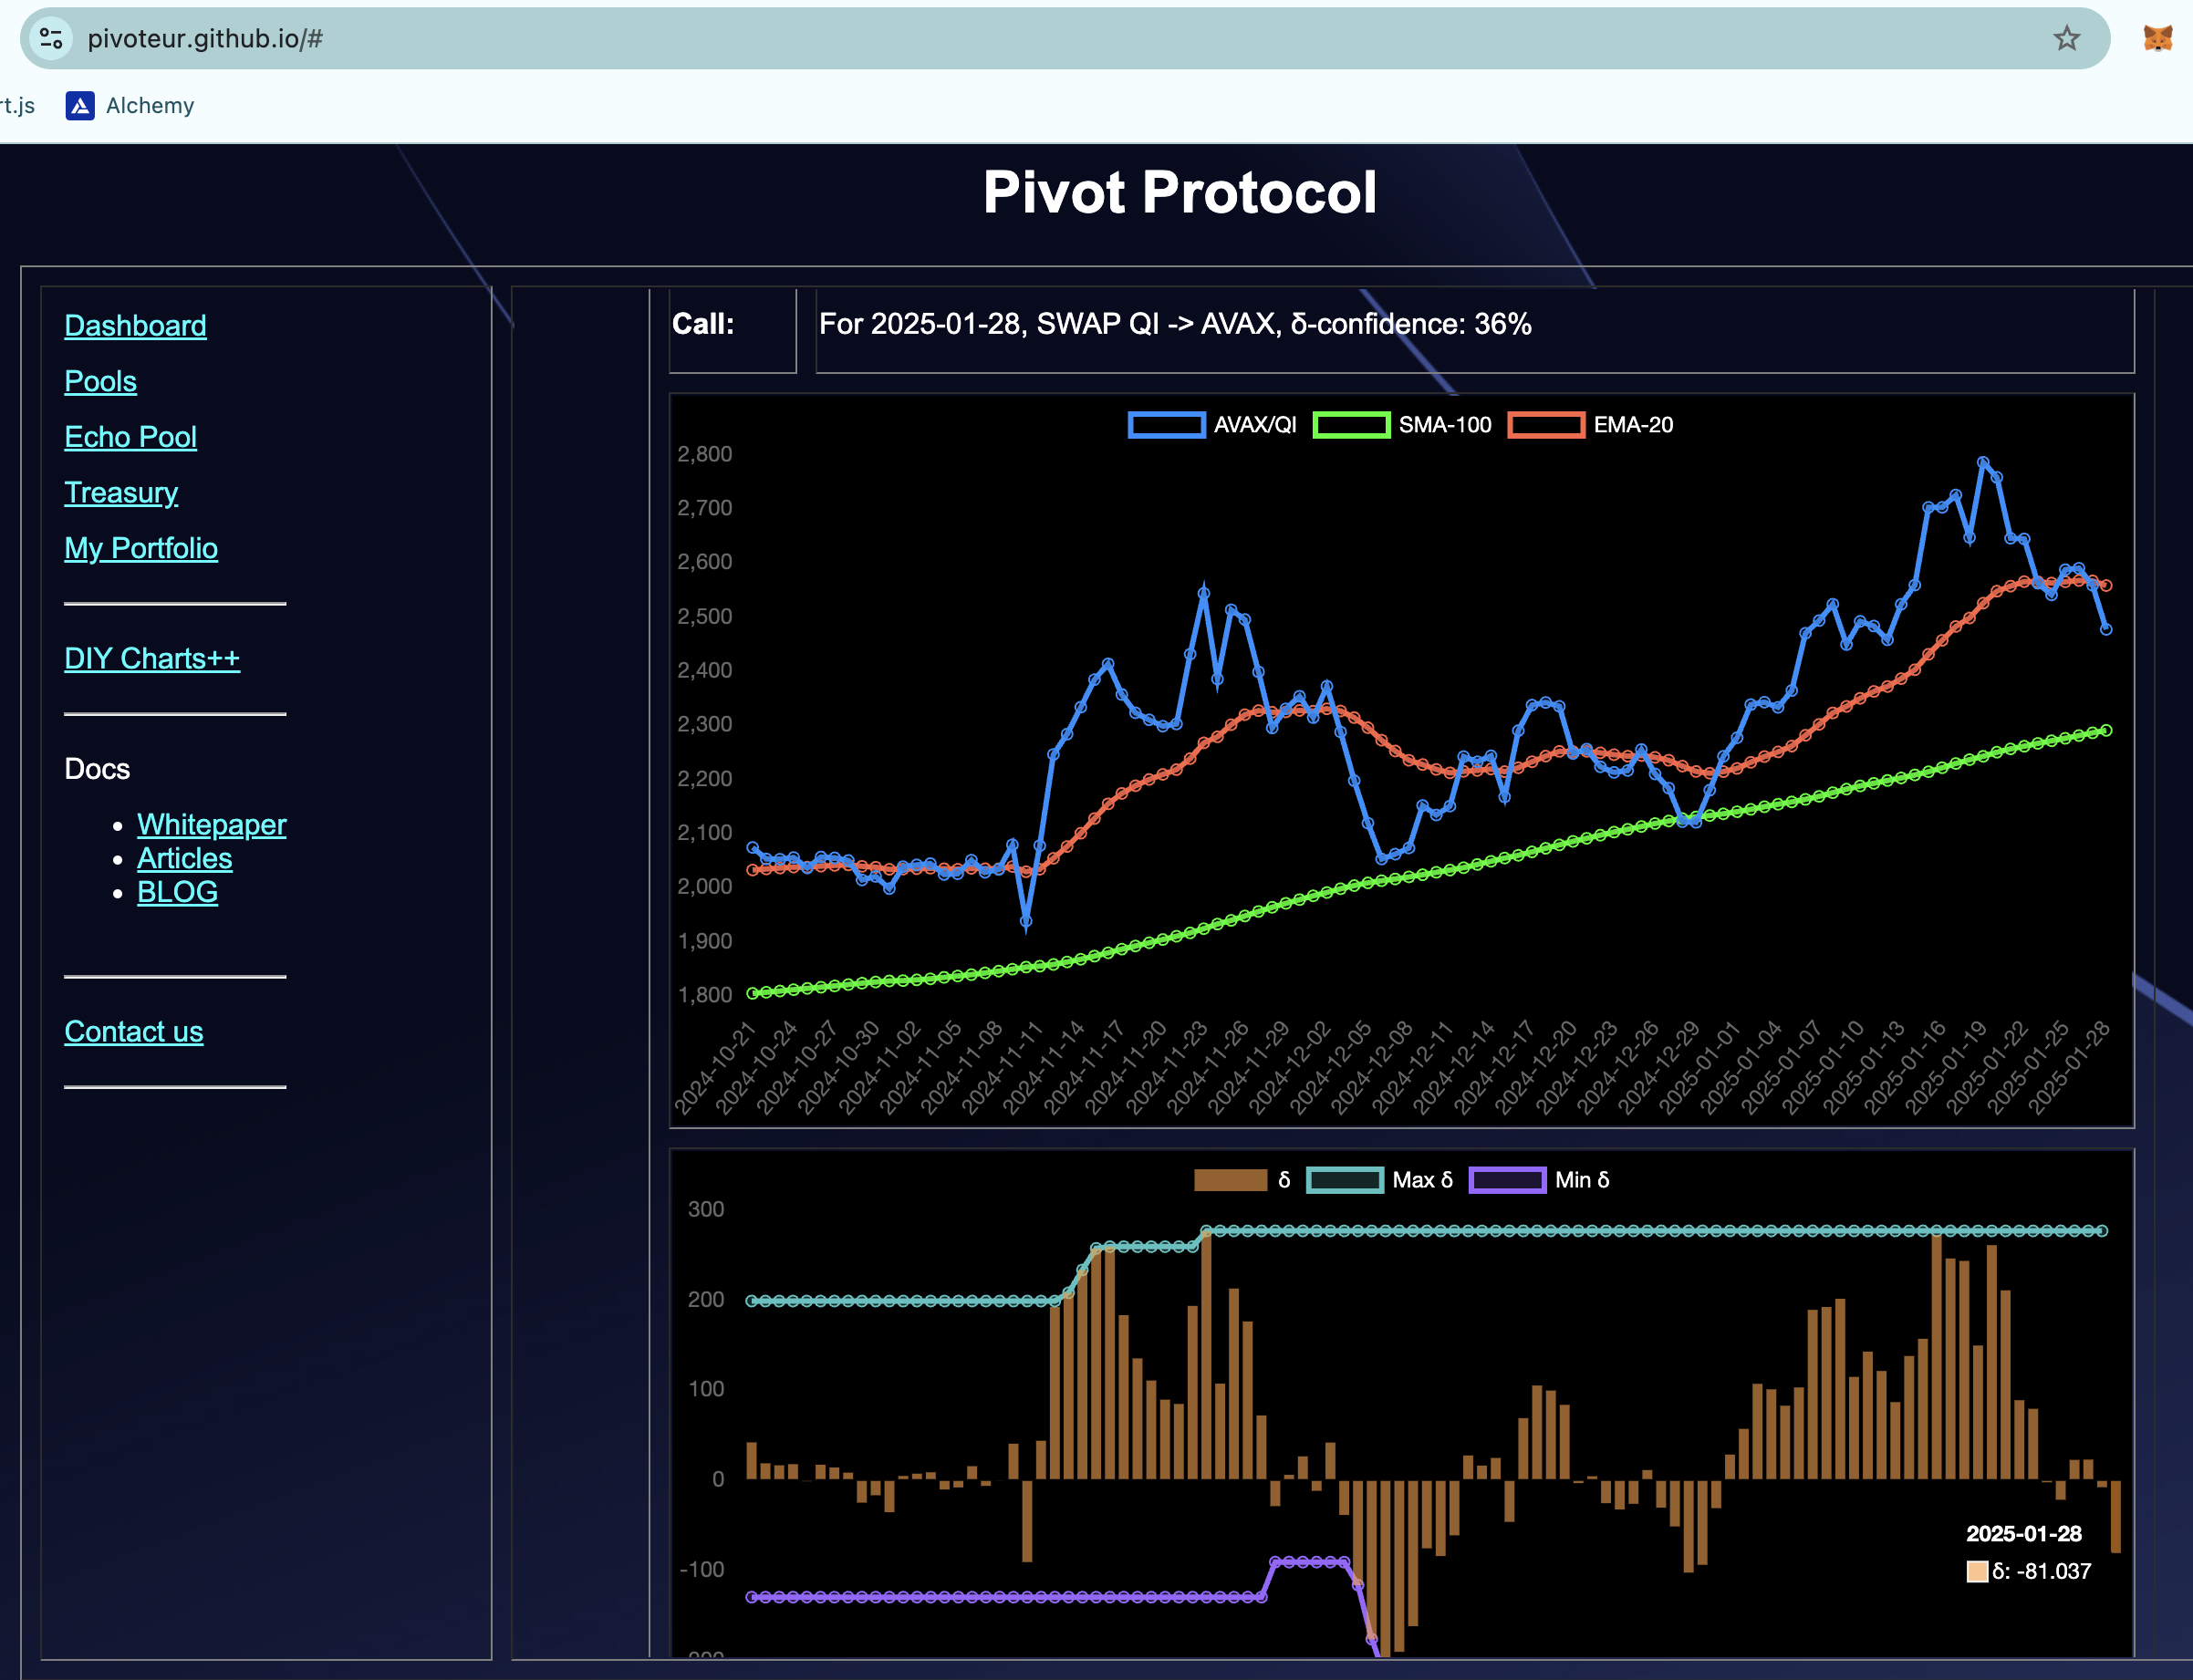 pivoteur.github.io/#
rt.js
Alchemy
Pivot Protocol
Dashboard
Pools
Echo Pool
Treasury
My Portfolio
DIY Charts++
Docs
Whitepaper
Articles
BLOG
Contact us
Call:
For 2025-01-28, SWAP QI -> AVAX, δ-confidence: 36%
AVAX/QI
SMA-100
EMA-20
2,800
2,700
2,600
2,500
2,400
2,300
2,200
2,100
2,000
1,900
1,800
2024-10-21
2024-10-24
2024-10-27
2024-10-30
2024-11-02
2024-11-05
2024-11-08
2024-11-11
2024-11-14
2024-11-17
2024-11-20
2024-11-23
2024-11-26
2024-11-29
2024-12-02
2024-12-05
2024-12-08
2024-12-11
2024-12-14
2024-12-17
2024-12-20
2024-12-23
2024-12-26
2024-12-29
2025-01-01
2025-01-04
2025-01-07
2025-01-10
2025-01-13
2025-01-16
2025-01-19
2025-01-22
2025-01-25
2025-01-28
δ
Max δ
Min δ
300
200
100
0
-100
2025-01-28
δ: -81.037